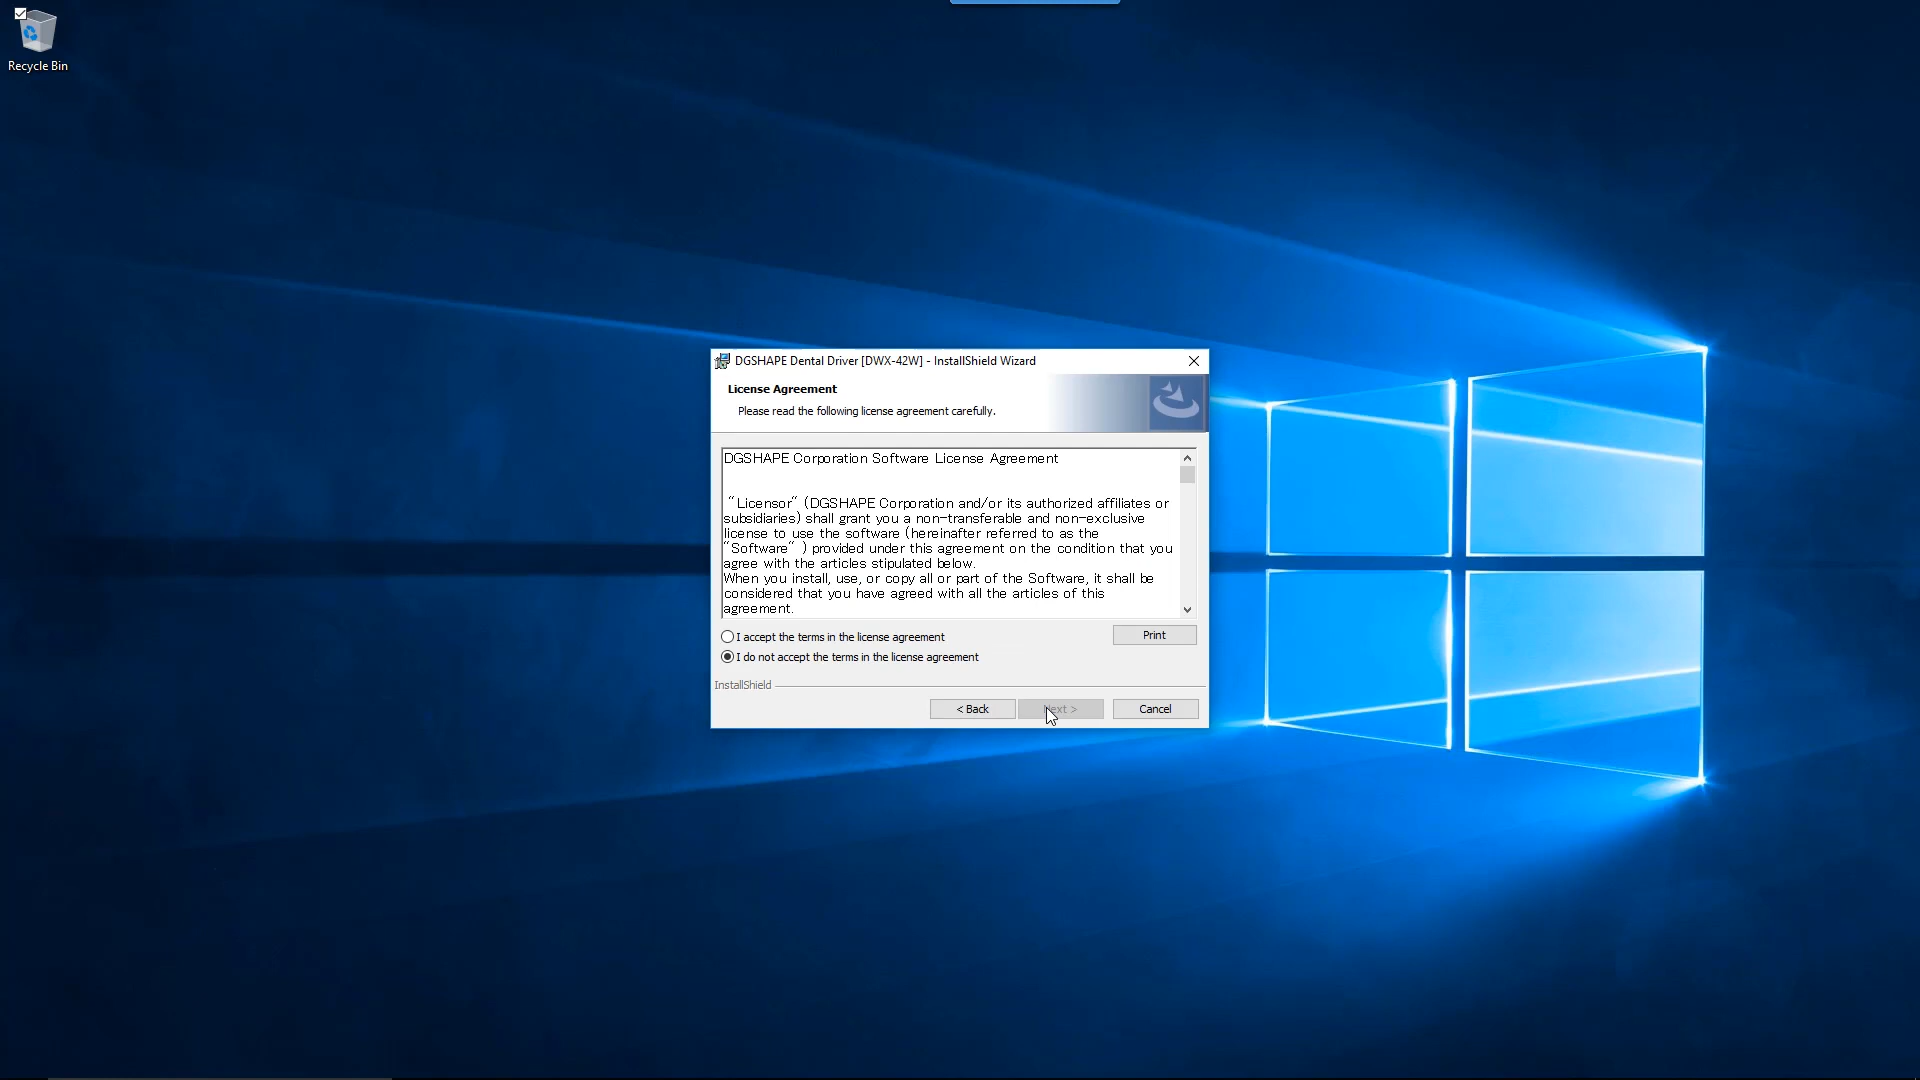 Recycle Bin
DGSHAPE Dental Driver [DWX-42W] - InstallShield Wizard
License Agreement
Please read the following license agreement carefully.
DGSHAPE Corporation Software License Agreement
“Licensor“ (DGSHAPE Corporation and/or its authorized affiliates or
subsidiaries) shall grant you a non-transferable and non-exclusive
license to use the software (hereinafter referred to as the
“Software“ ) provided under this agreement on the condition that you
agree with the articles stipulated below.
When you install, use, or copy all or part of the Software, it shall be
considered that you have agreed with all the articles of this
agreement.
I accept the terms in the license agreement
Print
I do not accept the terms in the license agreement
InstallShield
< Back
Next >
Cancel